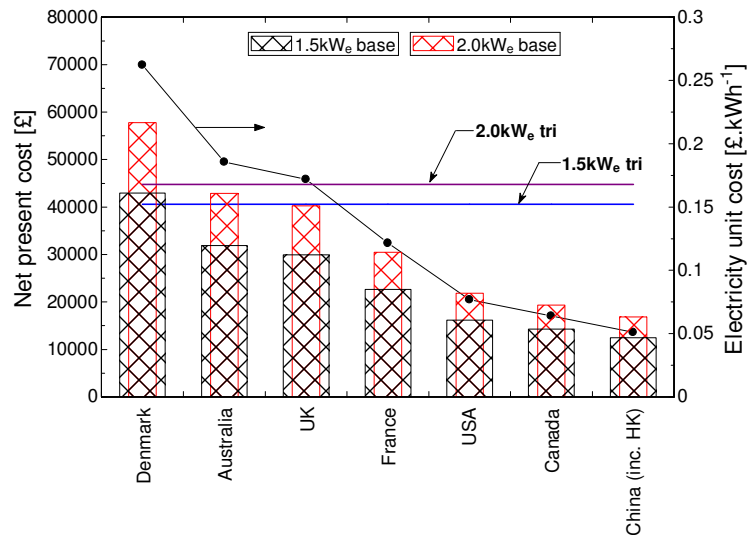 80000
70000
60000
50000
40000
30000
20000
10000
0
Net present cost [£]
1.5kWe base
2.0kWe base
2.0kWe tri
1.5kWe tri
0.3
0.25
0.2
0.15
0.1
0.05
0
Electricity unit cost [£.kWh-1]
Denmark
Australia
UK
France
USA
Canada
China (inc. HK)